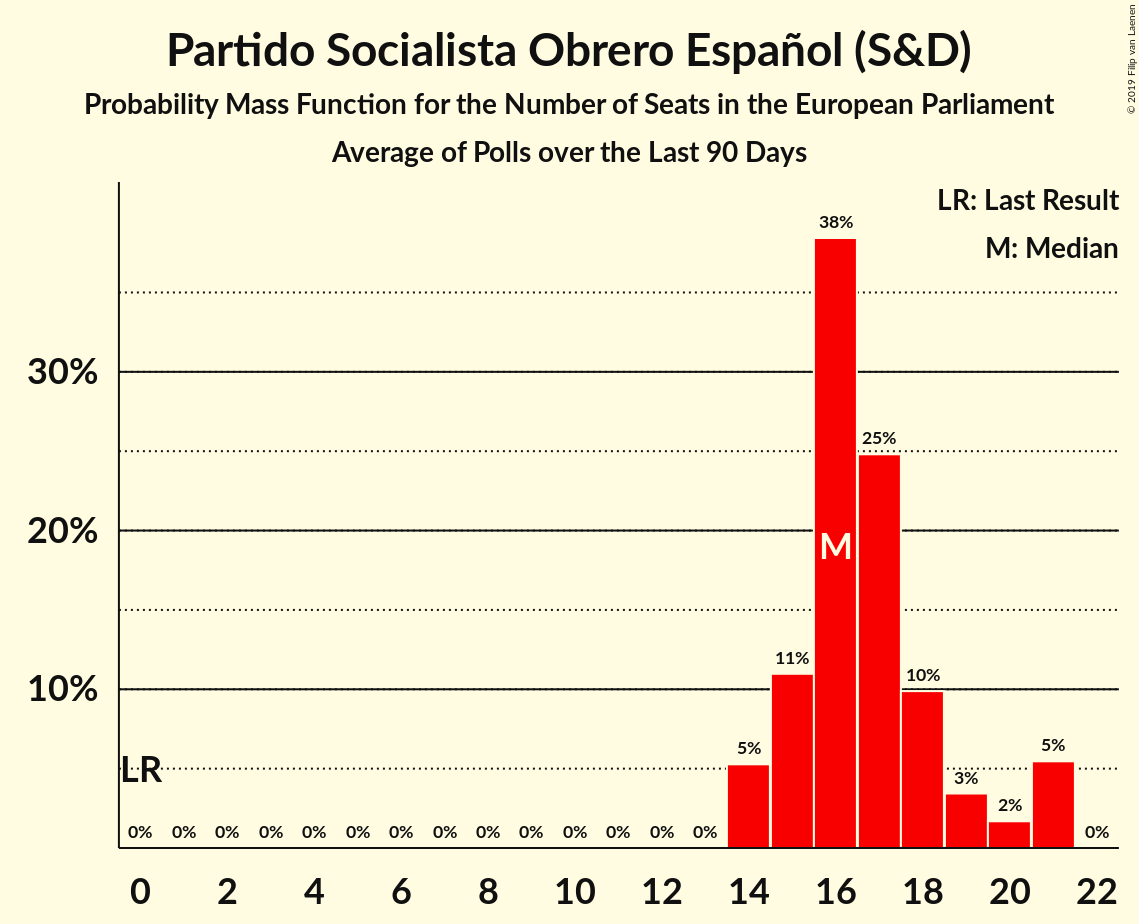 Partido Socialista Obrero Español (S&D)
Probability Mass Function for the Number of Seats in the European Parliament
Average of Polls over the Last 90 Days
© 2019 Filip van Laenen
LR: Last Result
M: Median
38%
30%
25%
20%
M
11%
10%
10%
5%
5%
LR
3%
2%
0% 0% 0% 0% 0% 0% 0% 0% 0% 0% 0% 0% 0% 0% 0%
0 2 4 6 8 10 12 14 16 18 20 22